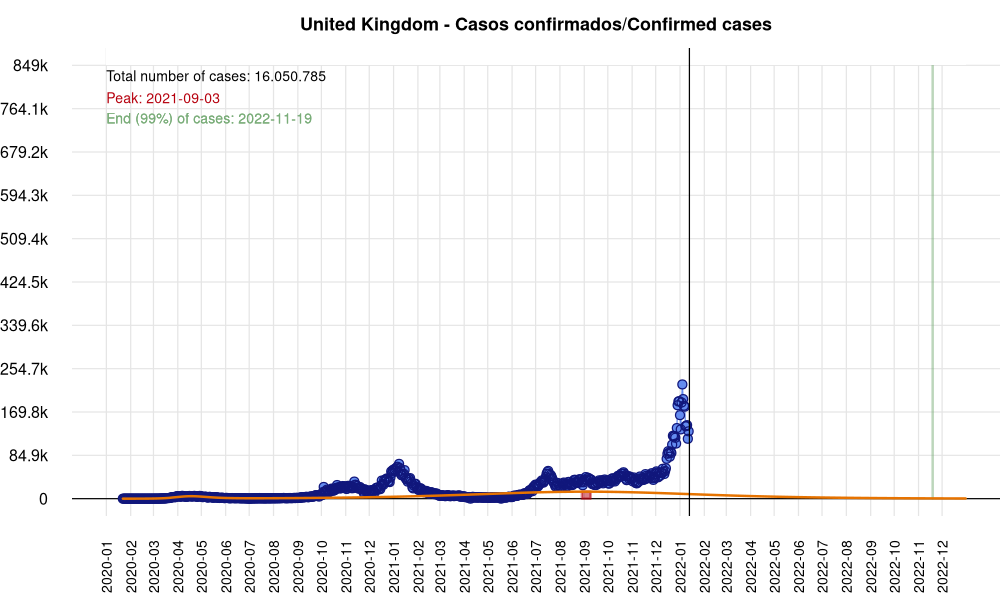 United Kingdom - Casos confirmados/Confirmed cases
849k
764.1k
679.2k
594.3k
509.4k
424.5k
339.6k
254.7k
169.8k
84.9k
0
Total number of cases: 16.050.785
Peak: 2021-09-03
End (99%) of cases: 2022-11-19
2020-01
2020-02
2020-03
2020-04
2020-05
2020-06
2020-07
2020-08
2020-09
2020-10
2020-11
2020-12
2021-01
2021-02
2021-03
2021-04
2021-05
2021-06
2021-07
2021-08
2021-09
2021-10
2021-11
2021-12
2022-01
2022-02
2022-03
2022-04
2022-05
2022-06
2022-07
2022-08
2022-09
2022-10
2022-11
2022-12